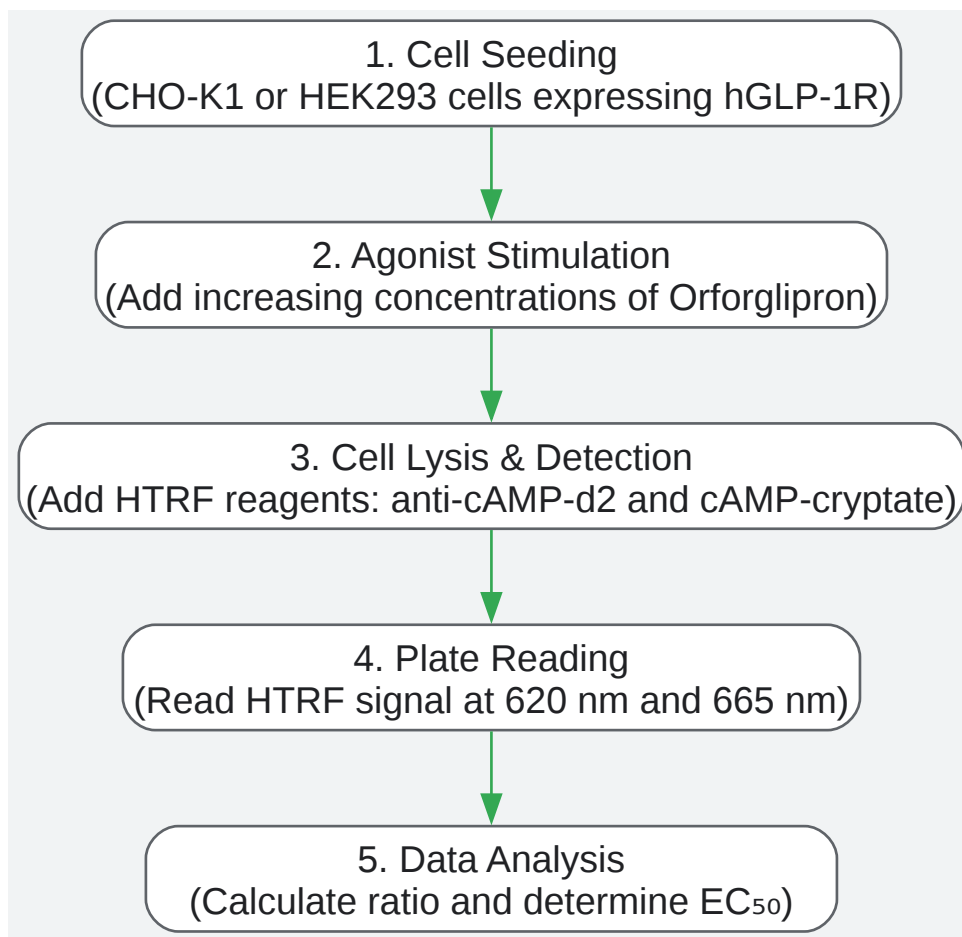 1. Cell Seeding
(CHO-K1 or HEK293 cells expressing hGLP-1R)
2. Agonist Stimulation
(Add increasing concentrations of Orforglipron)
3. Cell Lysis & Detection
(Add HTRF reagents: anti-cAMP-d2 and cAMP-cryptate)
4. Plate Reading
(Read HTRF signal at 620 nm and 665 nm)
5. Data Analysis
(Calculate ratio and determine EC₅₀)